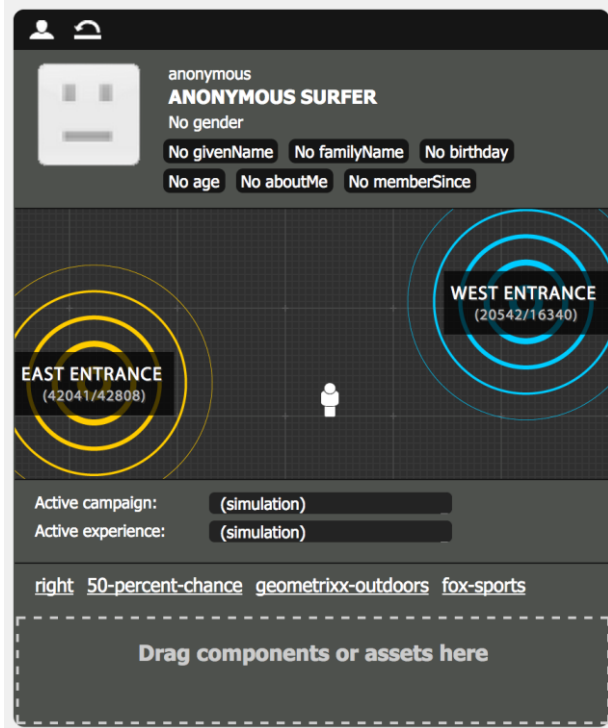 anonymous
ANONYMOUS SURFER
No gender
No givenName No familyName No birthday
No age No aboutMe No memberSince
WEST ENTRANCE
(20542/16340)
EAST ENTRANCE
(42041/42808)
Active campaign: (simulation)
Active experience: (simulation)
right 50-percent-chance geometrixx-outdoors fox-sports
Drag components or assets here